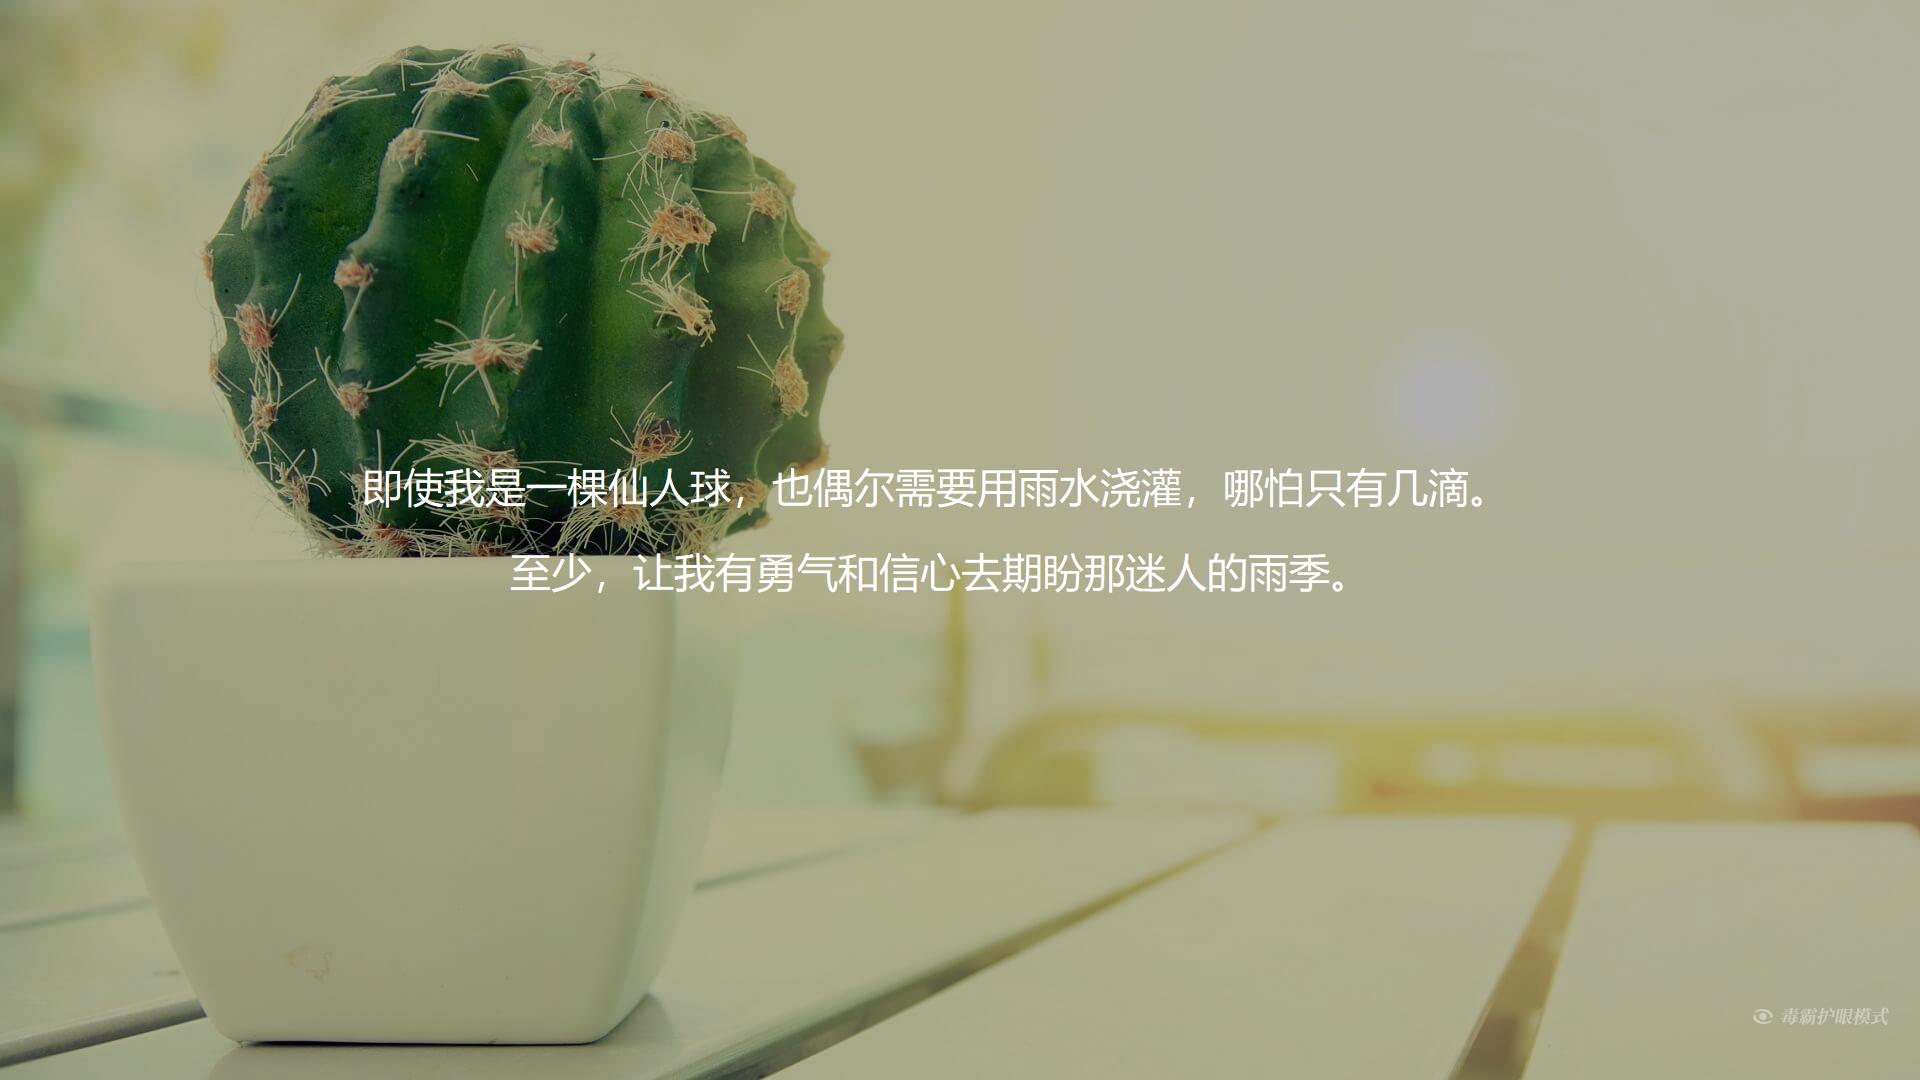 即使我是一棵仙人球，也偶尔需要用雨水浇灌，哪怕只有几滴。
至少，让我有勇气和信心去期盼那迷人的雨季。
毒霸护眼模式